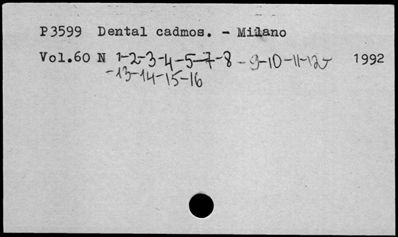 P3599 Dental cadmos. - Milano
Vol.60 N 1-2-3-4-5-7-8-9-10-11-12- 1992
-13-14-15-16